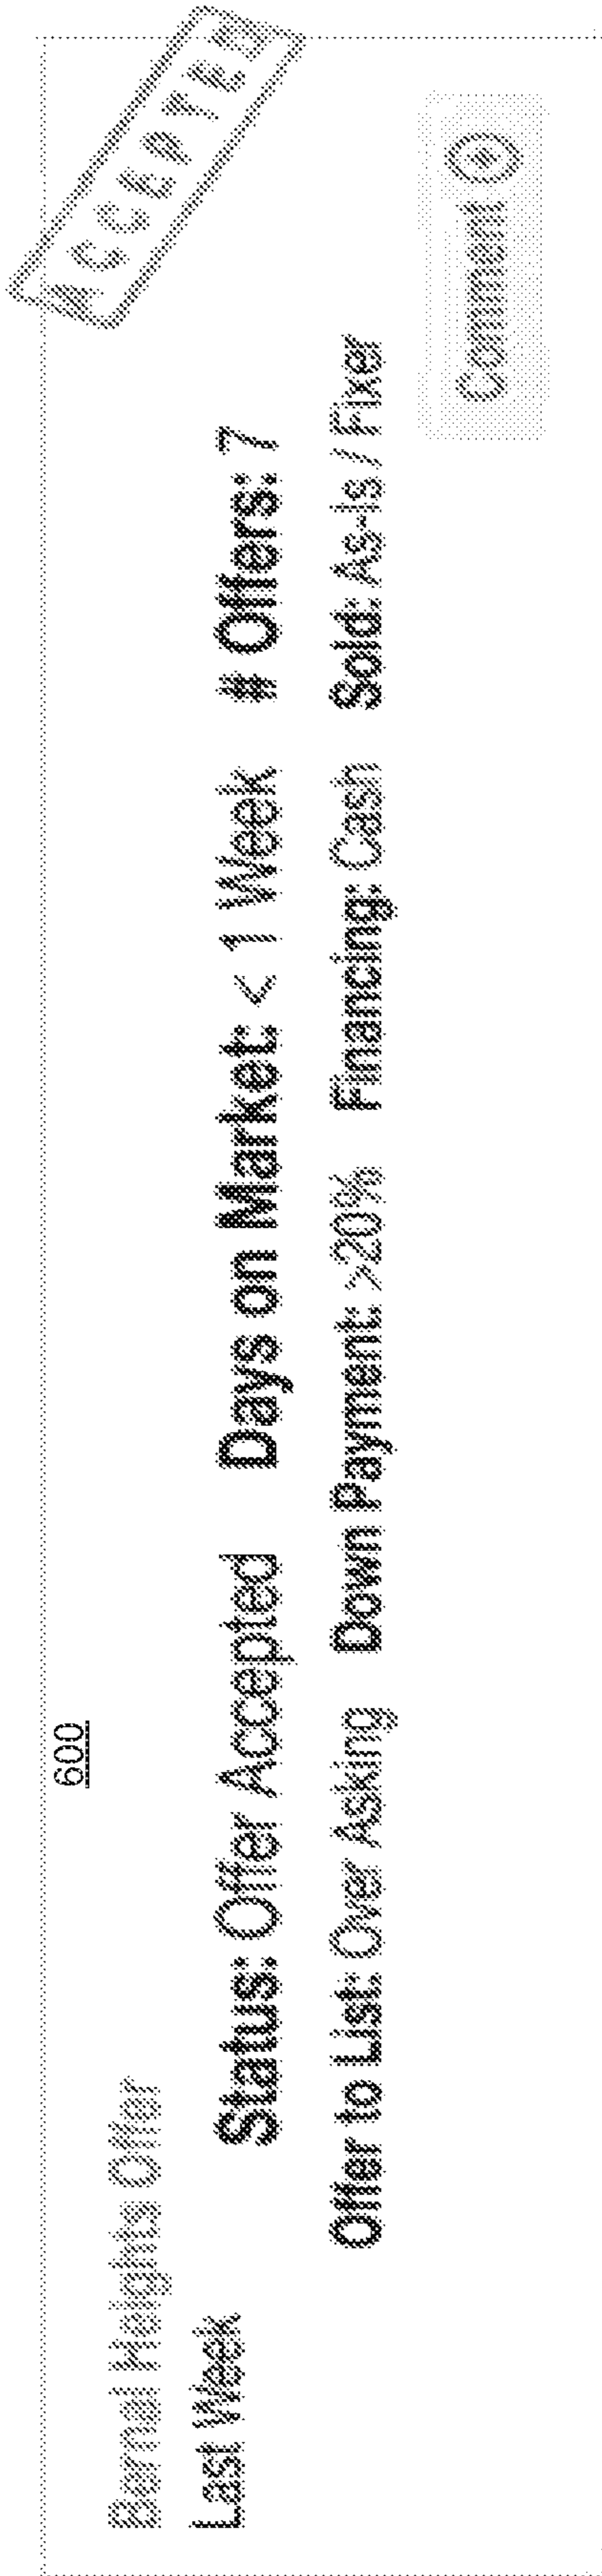 600
ACCEPTED
Bernal Heights Offer
Last Week
Status: Offer Accepted Days on Market: < 1 Week # Offers: 7
Offer to List: Over Asking Down Payment: >20% Financing: Cash Sold: As-Is / Fixer
Comment